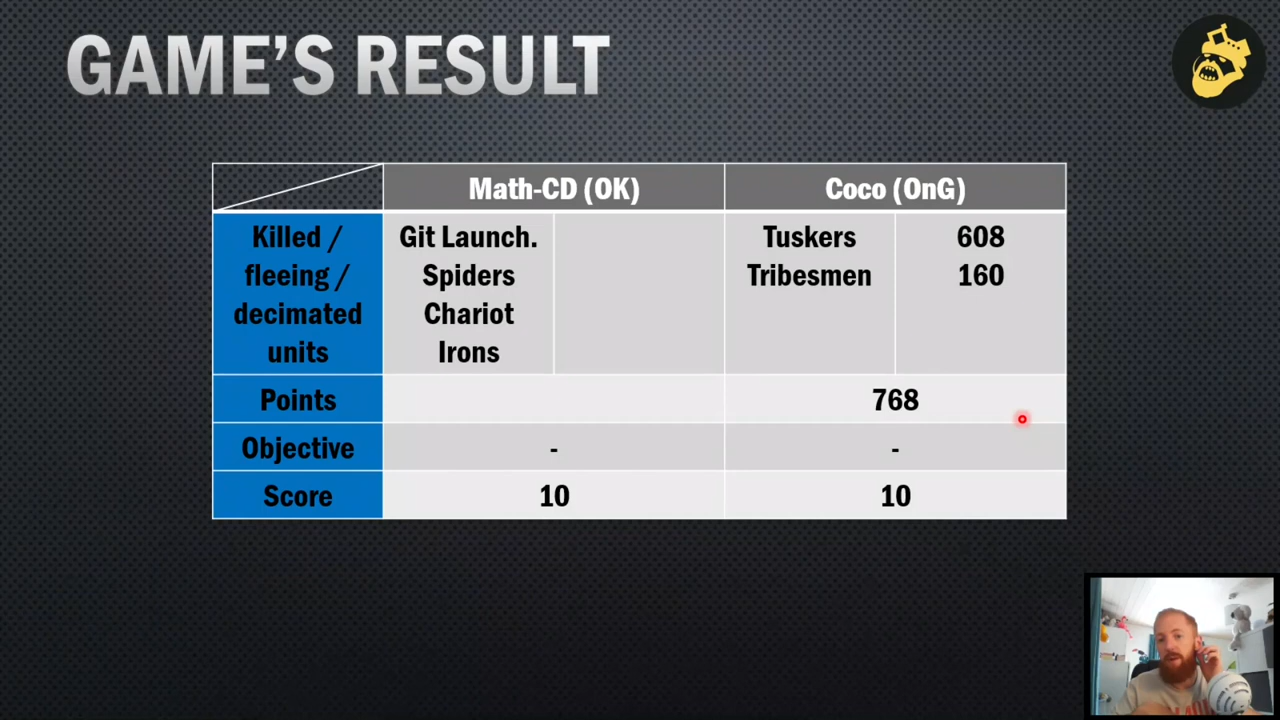 GAME'S RESULT
Math-CD (OK) Coco (OnG)
Killed / Git Launch. Tuskers 608
fleeing / Spiders Tribesmen 160
decimated Chariot
units Irons
Points 768
Objective - -
Score 10 10